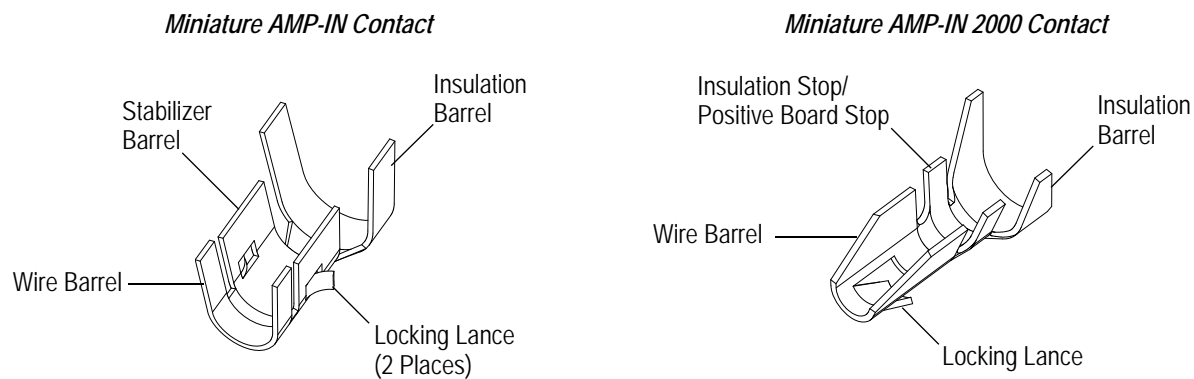 Miniature AMP-IN Contact
Stabilizer
Barrel
Insulation
Barrel
Wire Barrel
Locking Lance
(2 Places)
Miniature AMP-IN 2000 Contact
Insulation Stop/
Positive Board Stop
Insulation
Barrel
Wire Barrel
Locking Lance